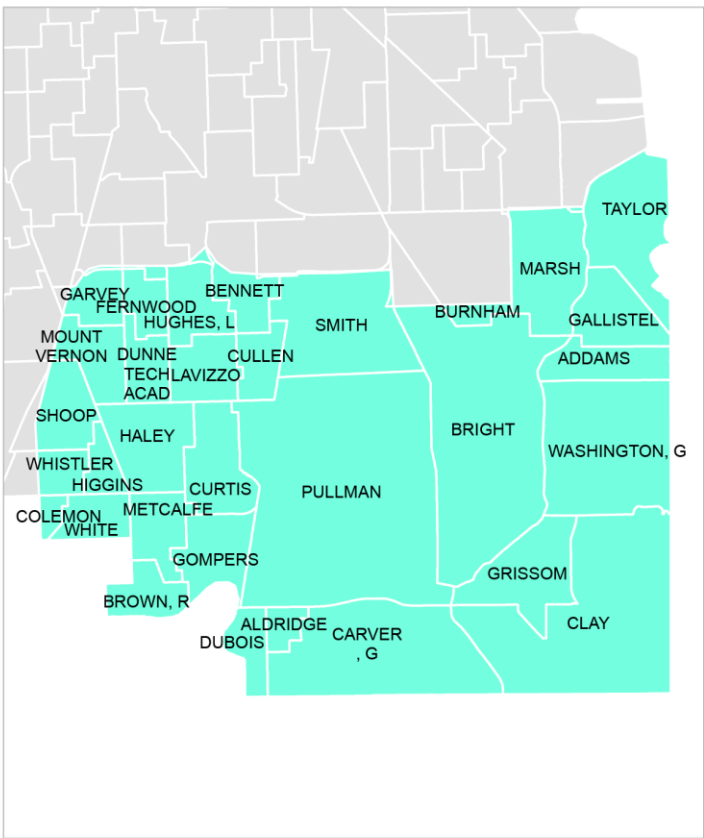 TAYLOR
MARSH
BENNETT
GARVEY
FERNWOOD
BURNHAM
HUGHES, L
SMITH
GALLISTEL
MOUNT
VERNON
DUNNE
TECH
ACAD
CULLEN
ADDAMS
LAVIZZO
SHOOP
HALEY
BRIGHT
WASHINGTON, G
WHISTLER
HIGGINS
CURTIS
PULLMAN
METCALFE
COLEMON
WHITE
GOMPERS
GRISSOM
BROWN, R
ALDRIDGE
CLAY
CARVER
, G
DUBOIS